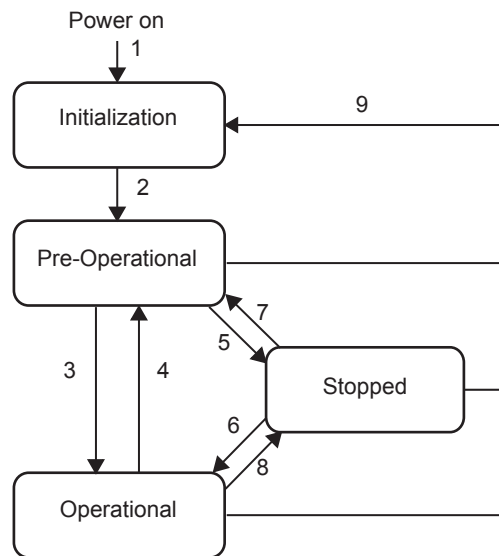 Power on
1
Initialization
9
2
Pre-Operational
7
5
3
4
Stopped
6
8
Operational